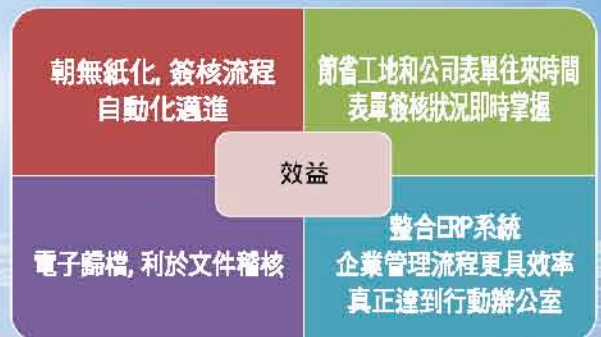 朝無紙化, 簽核流程
自動化邁進
節省工地和公司表單往來時間
表單簽核狀況即時掌握
效益
電子歸檔, 利於文件稽核
整合ERP系統
企業管理流程更具效率
真正達到行動辦公室